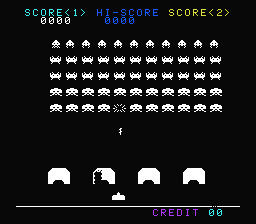 SCORE<1> HI-SCORE SCORE<2>
0000 0000
CREDIT 00